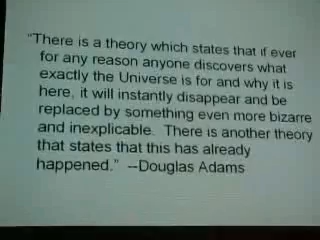 "There is a theory which states that if ever
for any reason anyone discovers what
exactly the Universe is for and why it is
here, it will instantly disappear and be
replaced by something even more bizarre
and inexplicable.  There is another theory
that states that this has already
happened."  --Douglas Adams